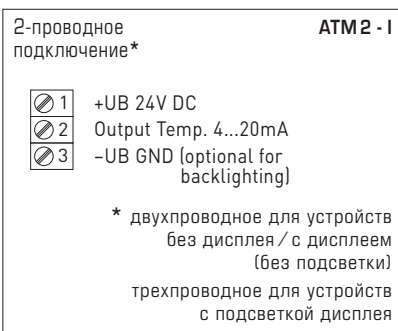 2-проводное ATM 2 - I
подключение*
1 +UB 24V DC
2 Output Temp. 4...20mA
3 –UB GND (optional for
backlighting)
* двухпроводное для устройств
без дисплея / с дисплеем
(без подсветки)
трехпроводное для устройств
с подсветкой дисплея